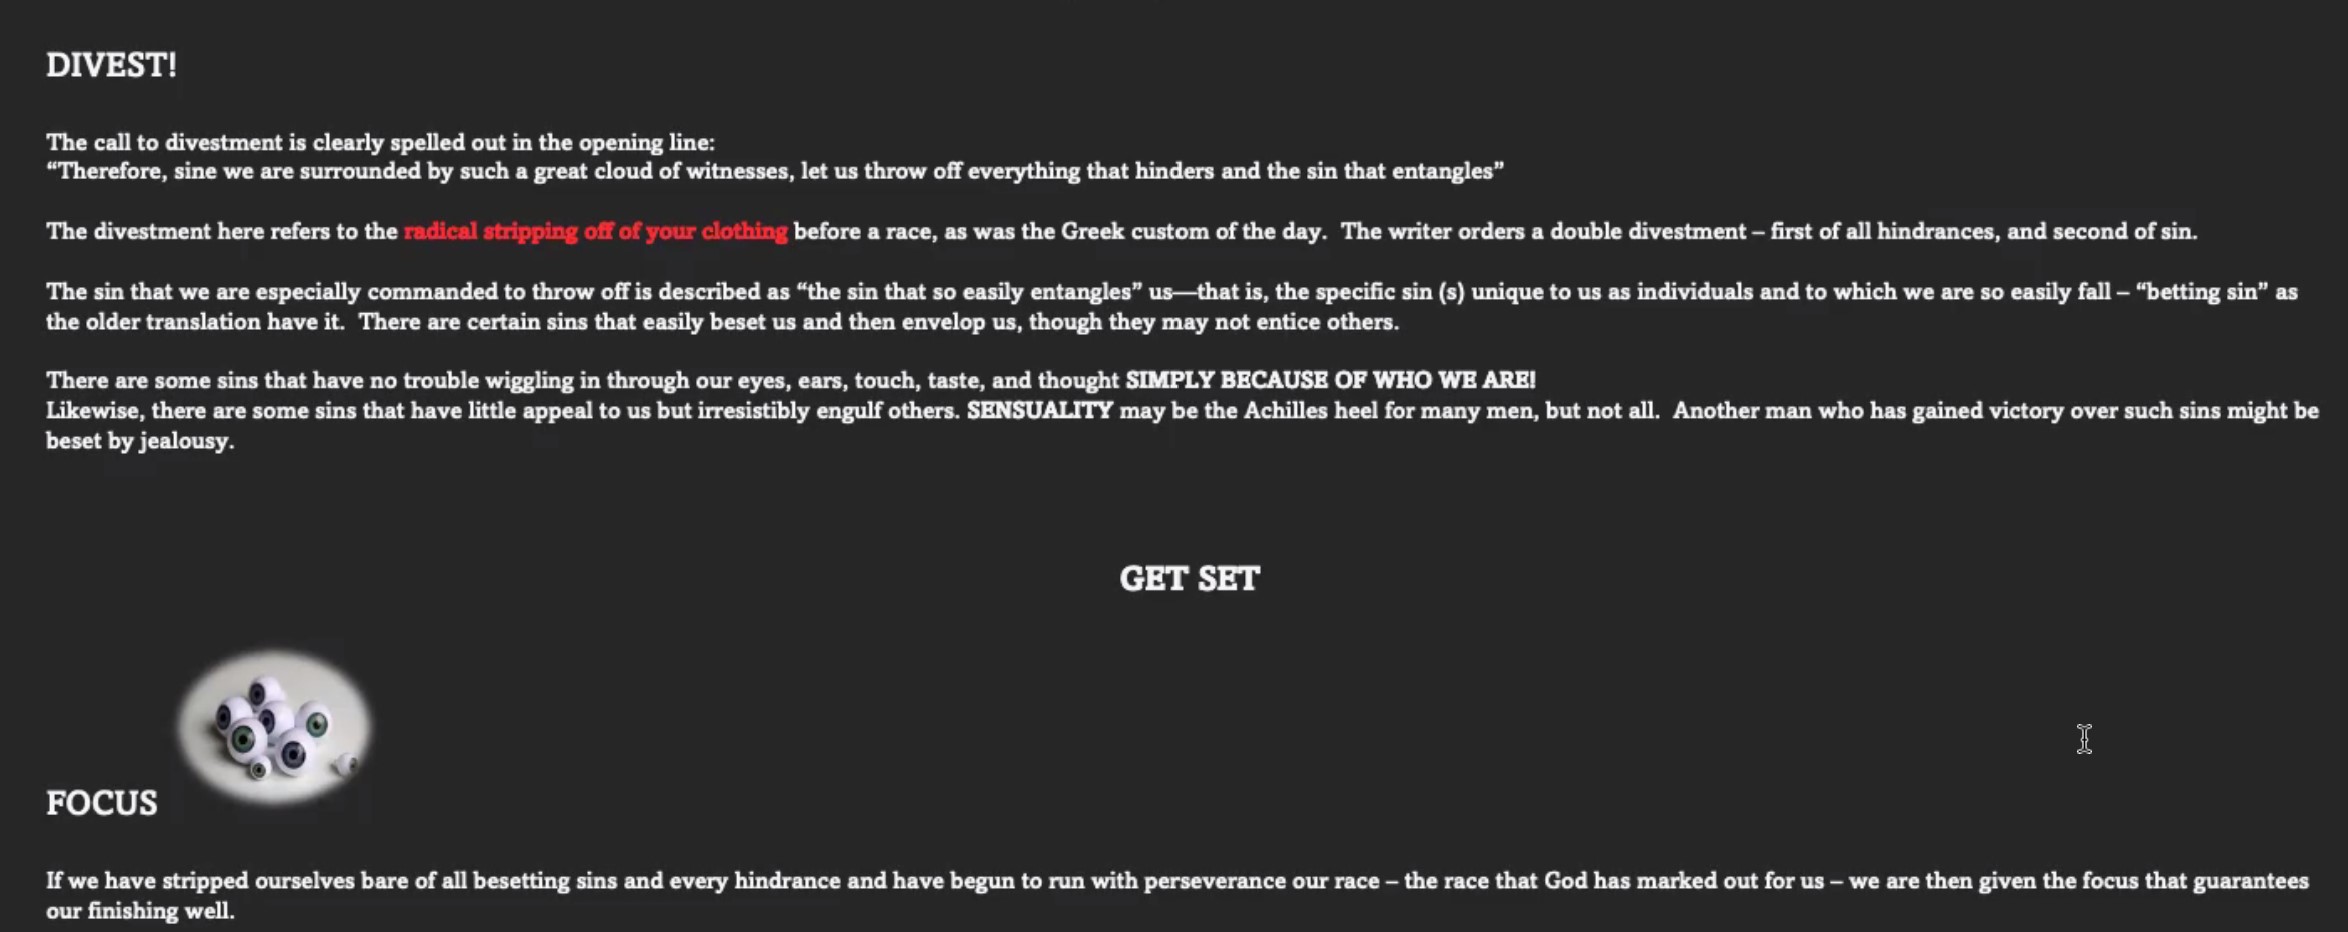 DIVEST!
The call to divestment is clearly spelled out in the opening line:
“Therefore, sine we are surrounded by such a great cloud of witnesses, let us throw off everything that hinders and the sin that entangles”
The divestment here refers to the radical stripping off of your clothing before a race, as was the Greek custom of the day.  The writer orders a double divestment – first of all hindrances, and second of sin.
The sin that we are especially commanded to throw off is described as “the sin that so easily entangles” us—that is, the specific sin (s) unique to us as individuals and to which we are so easily fall – “betting sin” as
the older translation have it.  There are certain sins that easily beset us and then envelop us, though they may not entice others.
There are some sins that have no trouble wiggling in through our eyes, ears, touch, taste, and thought SIMPLY BECAUSE OF WHO WE ARE!
Likewise, there are some sins that have little appeal to us but irresistibly engulf others. SENSUALITY may be the Achilles heel for many men, but not all.  Another man who has gained victory over such sins might be
beset by jealousy.
GET SET
FOCUS
If we have stripped ourselves bare of all besetting sins and every hindrance and have begun to run with perseverance our race – the race that God has marked out for us – we are then given the focus that guarantees
our finishing well.